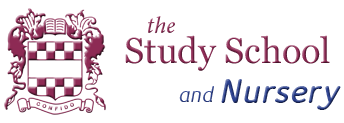 the
Study School
and Nursery
CONFIDO